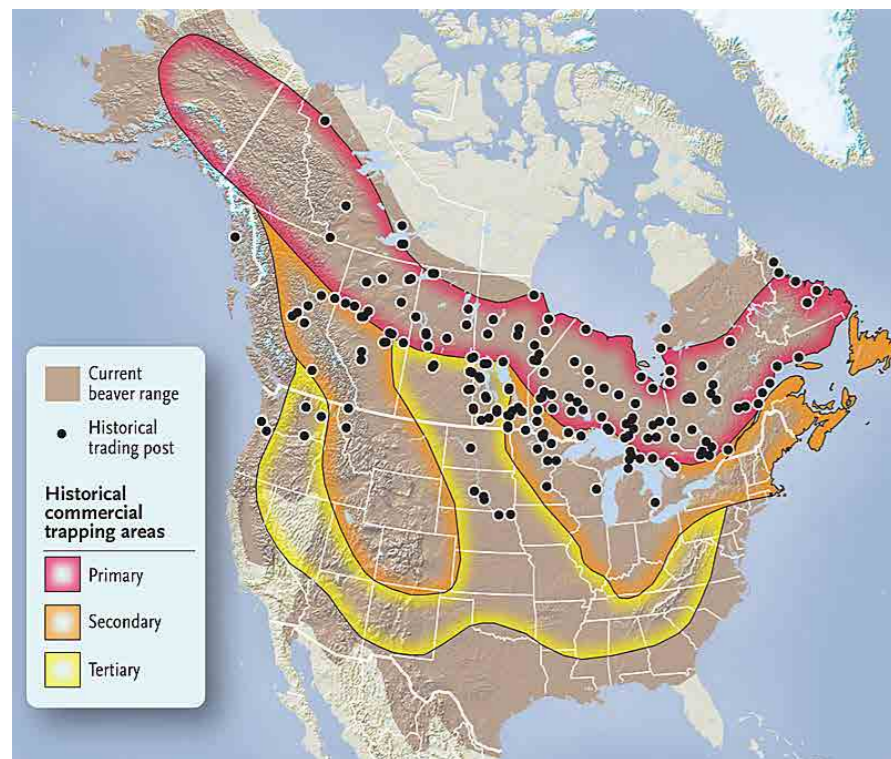 Current
beaver range
Historical
trading post
Historical
commercial
trapping areas
Primary
Secondary
Tertiary